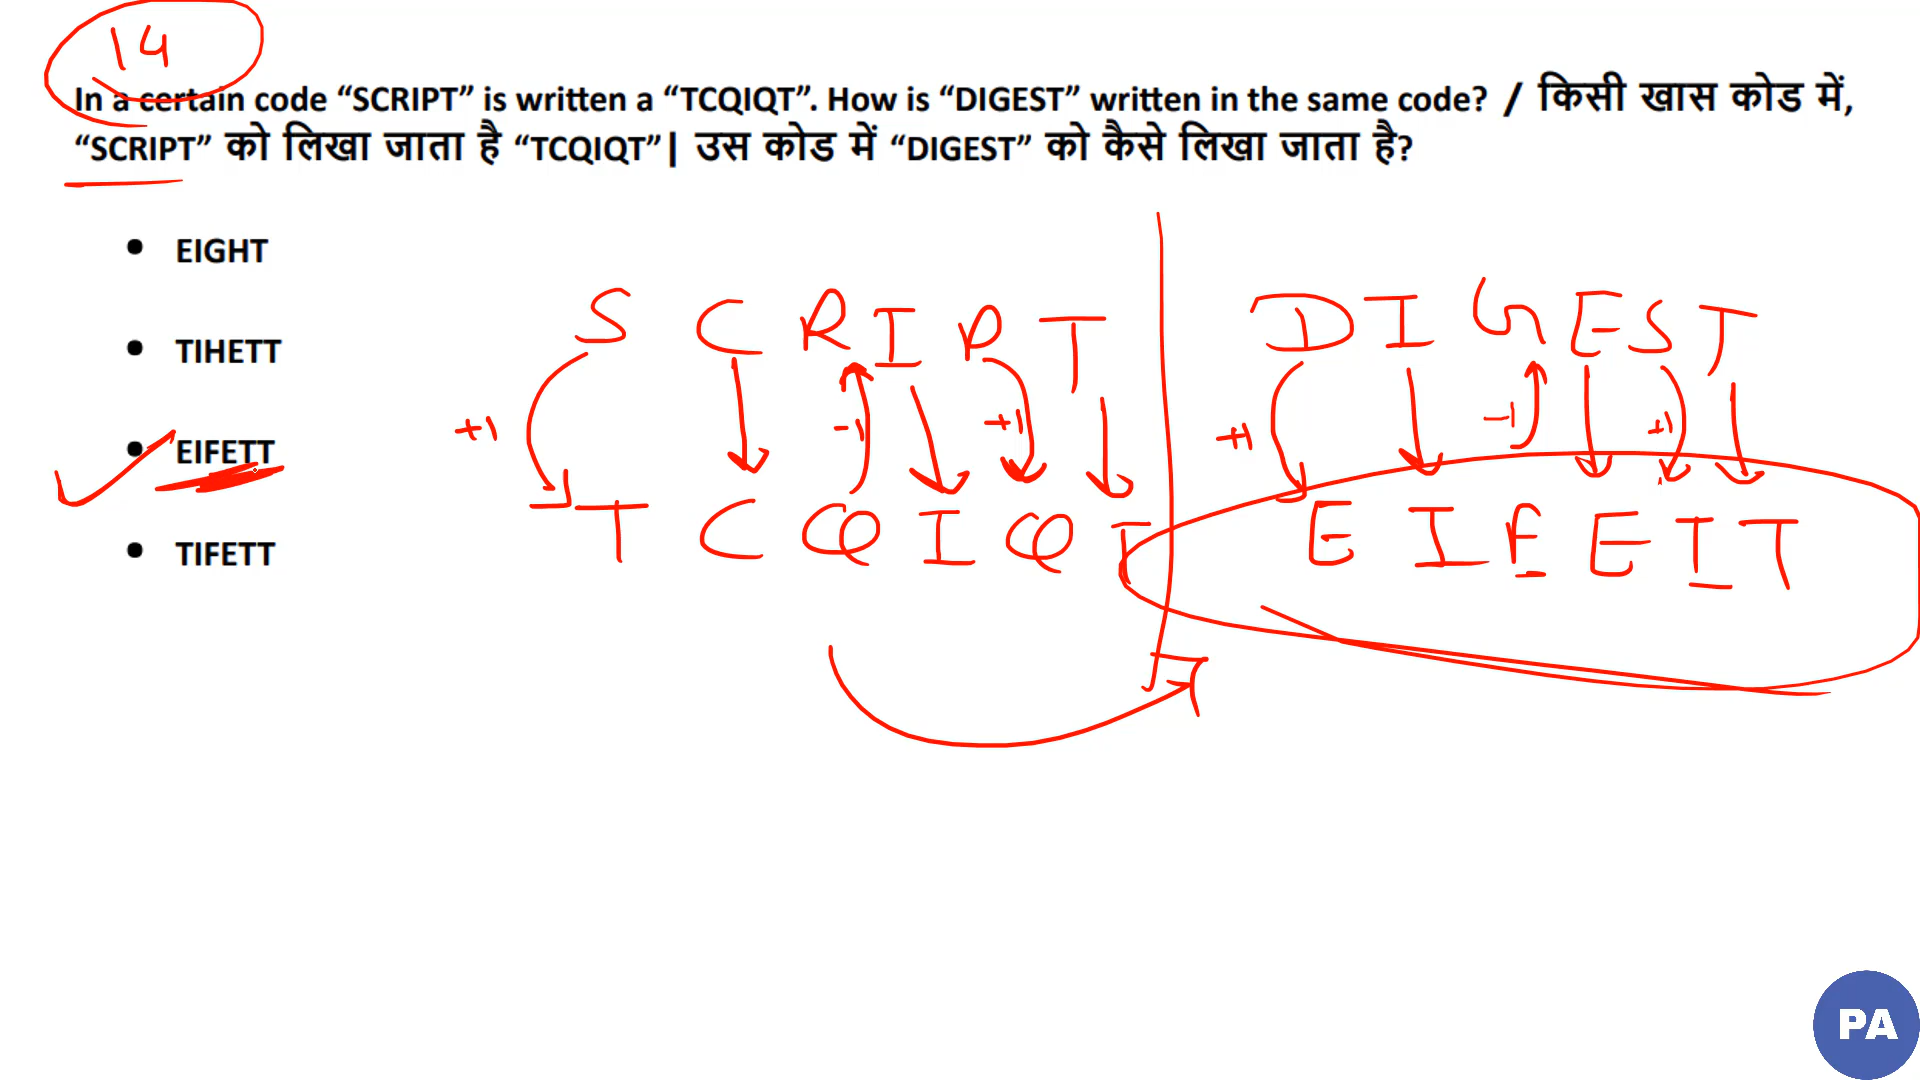 14
In a certain code “SCRIPT” is written a “TCQIQT”. How is “DIGEST” written in the same code? / किसी खास कोड में,
“SCRIPT” को लिखा जाता है “TCQIQT”| उस कोड में “DIGEST” को कैसे लिखा जाता है?
• EIGHT
• TIHETT
• EIFETT
• TIFETT
S C R I P T D I G E S T
+1 -1 +1 +1 -1 +1
T C Q I Q T E I F E T T
PA